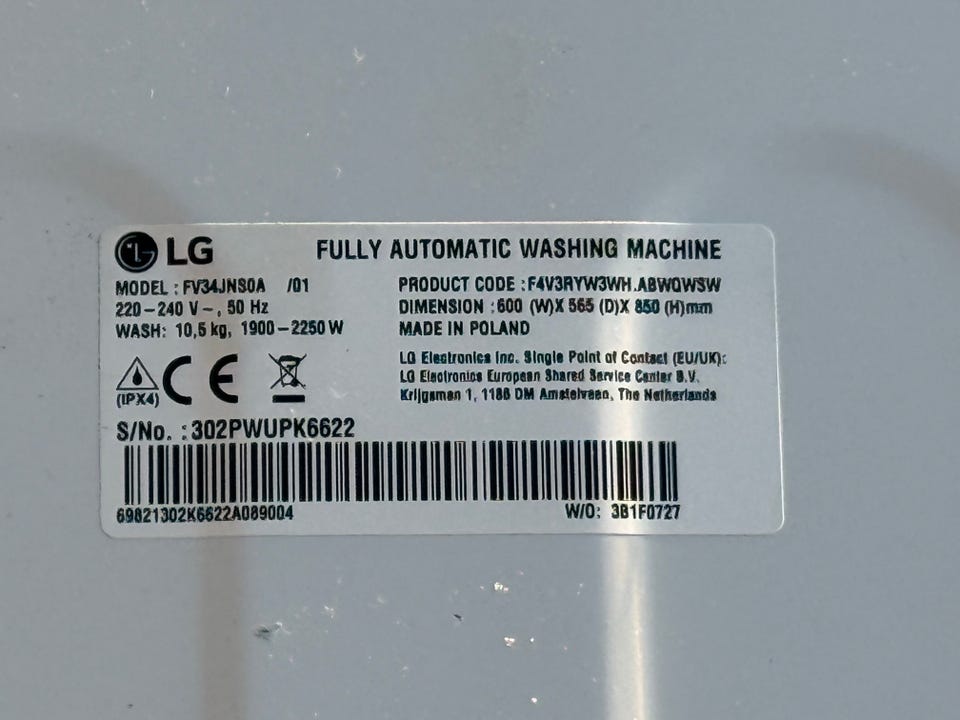 LG FULLY AUTOMATIC WASHING MACHINE
MODEL : FV34JNS0A /01
220-240 V~, 50 Hz
WASH: 10,5 kg, 1900-2250 W
PRODUCT CODE : F4V3RYW3WH.ABWQWSW
DIMENSION : 600 (W)X 565 (D)X 850 (H)mm
MADE IN POLAND
LG Electronics Inc. Single Point of Contact (EU/UK):
LG Electronics European Shared Service Center B.V.
Krijgsman 1, 1186 DM Amstelveen, The Netherlands
(IPX4) CE
S/No. : 302PWUPK6622
69821302K6622A089004 W/O: 3B1F0727